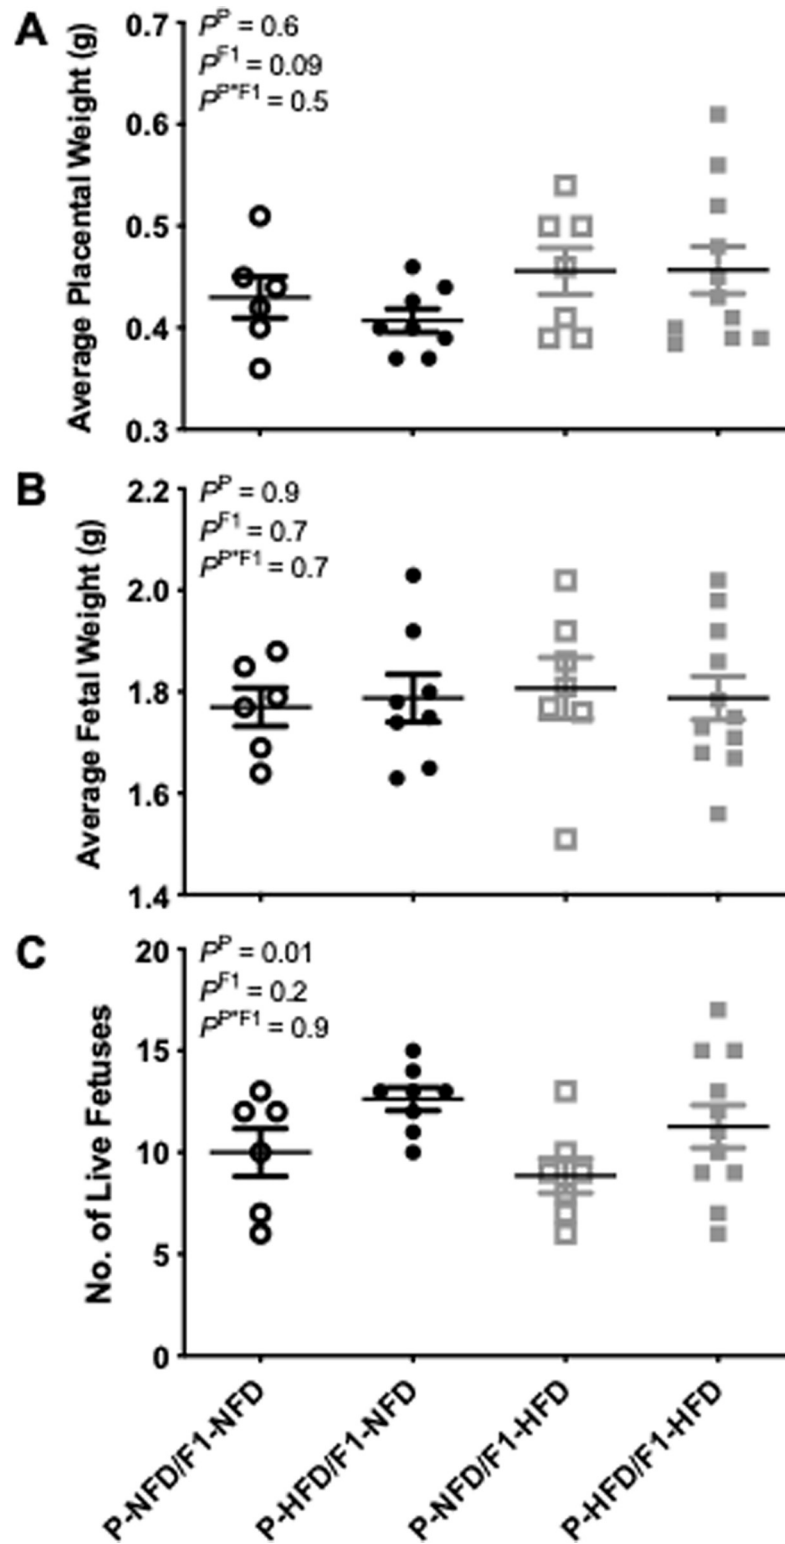 A
Average Placental Weight (g)
0.7
0.6
0.5
0.4
0.3
P^P = 0.6
P^F1 = 0.09
P^P*F1 = 0.5
B
Average Fetal Weight (g)
2.2
2.0
1.8
1.6
1.4
P^P = 0.9
P^F1 = 0.7
P^P*F1 = 0.7
C
No. of Live Fetuses
20
15
10
5
0
P^P = 0.01
P^F1 = 0.2
P^P*F1 = 0.9
P-NFD/F1-NFD
P-HFD/F1-NFD
P-NFD/F1-HFD
P-HFD/F1-HFD